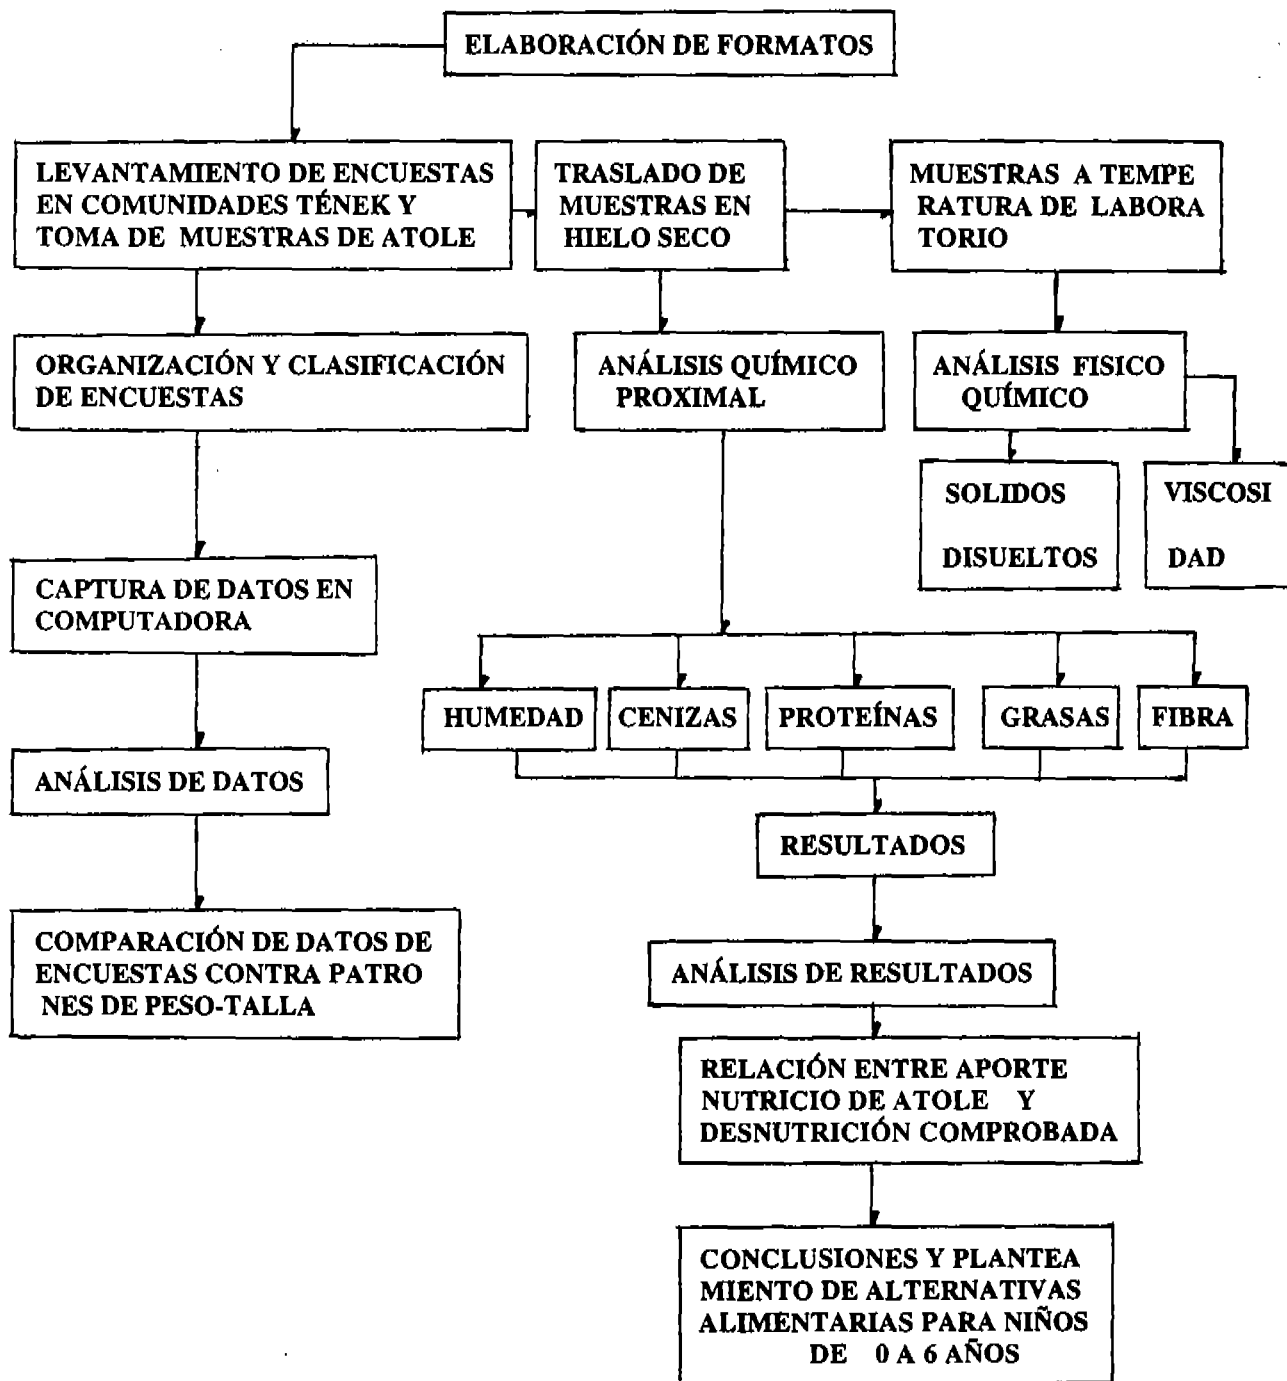 ELABORACIÓN DE FORMATOS
LEVANTAMIENTO DE ENCUESTAS
EN COMUNIDADES TÉNEK Y
TOMA DE MUESTRAS DE ATOLE
TRASLADO DE
MUESTRAS EN
HIELO SECO
MUESTRAS A TEMPE
RATURA DE LABORA
TORIO
ORGANIZACIÓN Y CLASIFICACIÓN
DE ENCUESTAS
ANÁLISIS QUÍMICO
PROXIMAL
ANÁLISIS FISICO
QUÍMICO
SOLIDOS
DISUELTOS
VISCOSI
DAD
CAPTURA DE DATOS EN
COMPUTADORA
HUMEDAD
CENIZAS
PROTEÍNAS
GRASAS
FIBRA
ANÁLISIS DE DATOS
RESULTADOS
COMPARACIÓN DE DATOS DE
ENCUESTAS CONTRA PATRO
NES DE PESO-TALLA
ANÁLISIS DE RESULTADOS
RELACIÓN ENTRE APORTE
NUTRICIO DE ATOLE Y
DESNUTRICIÓN COMPROBADA
CONCLUSIONES Y PLANTEA
MIENTO DE ALTERNATIVAS
ALIMENTARIAS PARA NIÑOS
DE 0 A 6 AÑOS